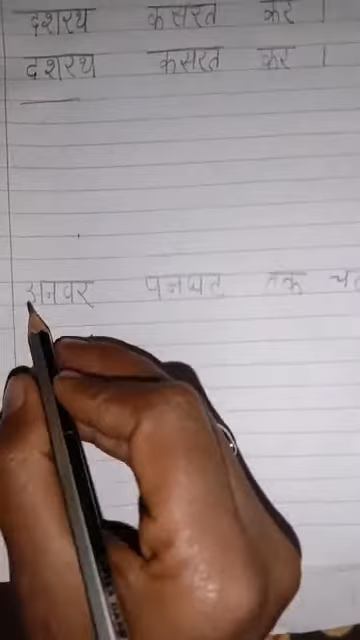 दशरथ कसरत कर ।
दशरथ कसरत कर ।
अनवर पनघट तक